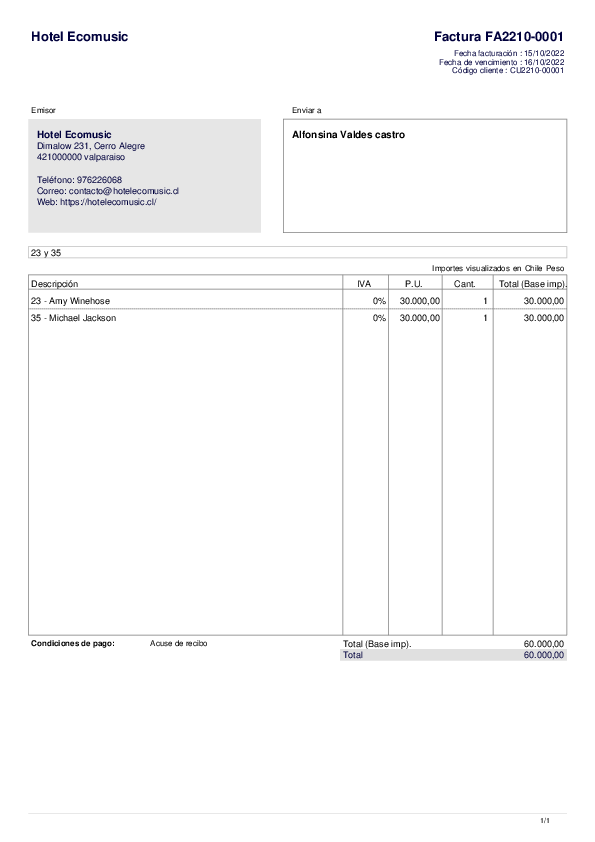 Hotel Ecomusic
Factura FA2210-0001
Fecha facturación : 15/10/2022
Fecha de vencimiento : 16/10/2022
Código cliente : CU2210-00001
Emisor
Enviar a
Hotel Ecomusic
Dimalow 231, Cerro Alegre
421000000 valparaiso
Teléfono: 976226068
Correo: contacto@hotelecomusic.cl
Web: https://hotelecomusic.cl/
Alfonsina Valdes castro
23 y 35
Importes visualizados en Chile Peso
Descripción IVA P.U. Cant. Total (Base imp).
23 - Amy Winehose 0% 30.000,00 1 30.000,00
35 - Michael Jackson 0% 30.000,00 1 30.000,00
Condiciones de pago: Acuse de recibo Total (Base imp). 60.000,00
Total 60.000,00
1/1